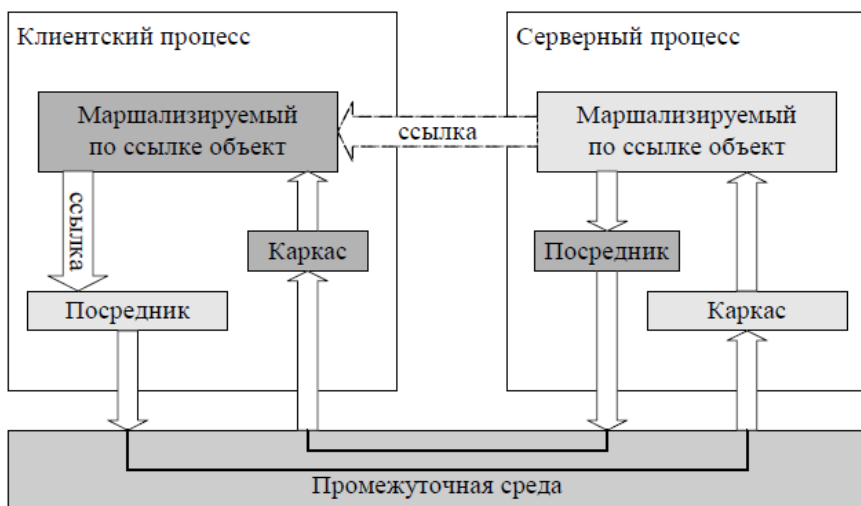 Клиентский процесс
Серверный процесс
Маршализируемый
по ссылке объект
ссылка
Маршализируемый
по ссылке объект
ссылка
Каркас
Посредник
Посредник
Каркас
Промежуточная среда